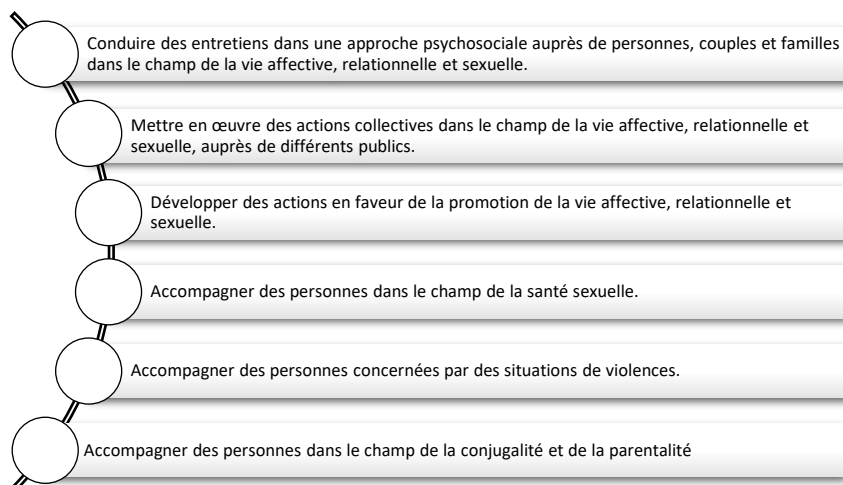 Conduire des entretiens dans une approche psychosociale auprès de personnes, couples et familles
dans le champ de la vie affective, relationnelle et sexuelle.
Mettre en œuvre des actions collectives dans le champ de la vie affective, relationnelle et
sexuelle, auprès de différents publics.
Développer des actions en faveur de la promotion de la vie affective, relationnelle et
sexuelle.
Accompagner des personnes dans le champ de la santé sexuelle.
Accompagner des personnes concernées par des situations de violences.
Accompagner des personnes dans le champ de la conjugalité et de la parentalité